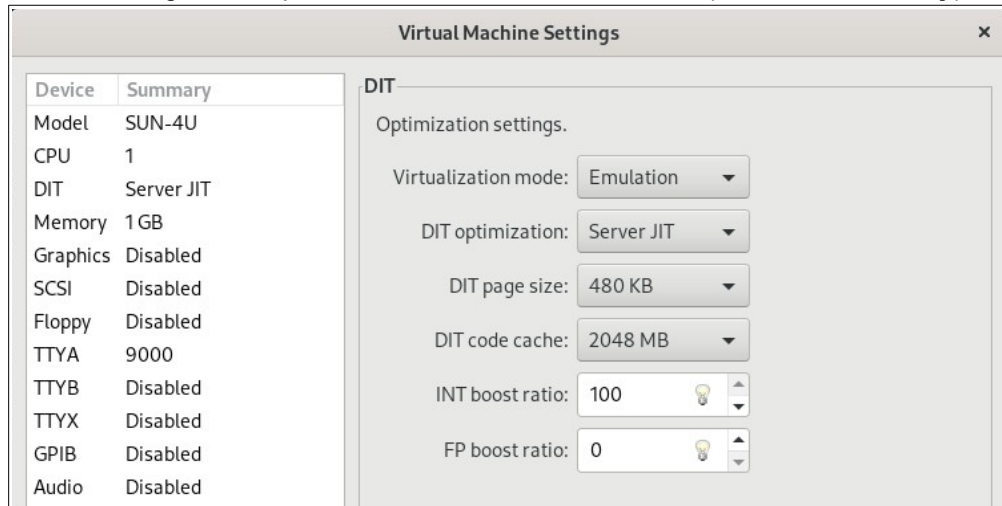 Virtual Machine Settings ×
Device Summary
Model SUN-4U
CPU 1
DIT Server JIT
Memory 1 GB
Graphics Disabled
SCSI Disabled
Floppy Disabled
TTYA 9000
TTYB Disabled
TTYX Disabled
GPIB Disabled
Audio Disabled
DIT
Optimization settings.
Virtualization mode: Emulation
DIT optimization: Server JIT
DIT page size: 480 KB
DIT code cache: 2048 MB
INT boost ratio: 100
FP boost ratio: 0